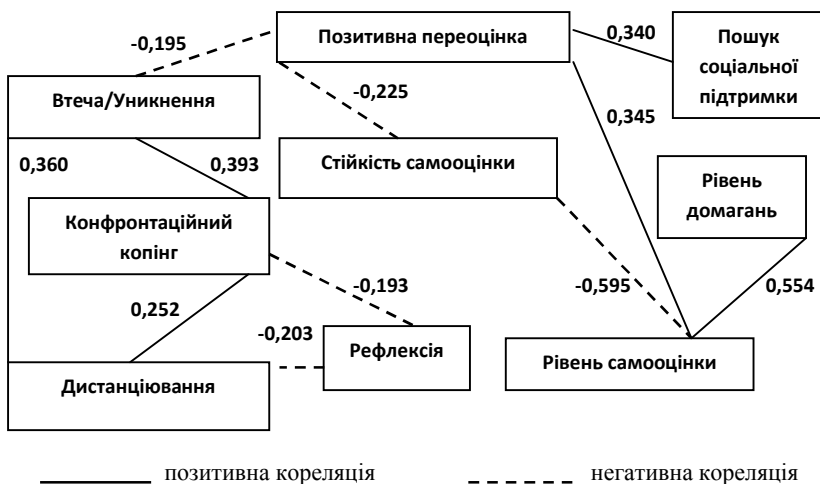 -0,195
Позитивна переоцінка
0,340
Пошук
соціальної
підтримки
Втеча/Уникнення
-0,225
0,345
0,360
0,393
Стійкість самооцінки
Рівень
домагань
Конфронтаційний
копінг
-0,193
-0,595
0,554
0,252
-0,203
Рефлексія
Рівень самооцінки
Дистанціювання
позитивна кореляція
негативна кореляція